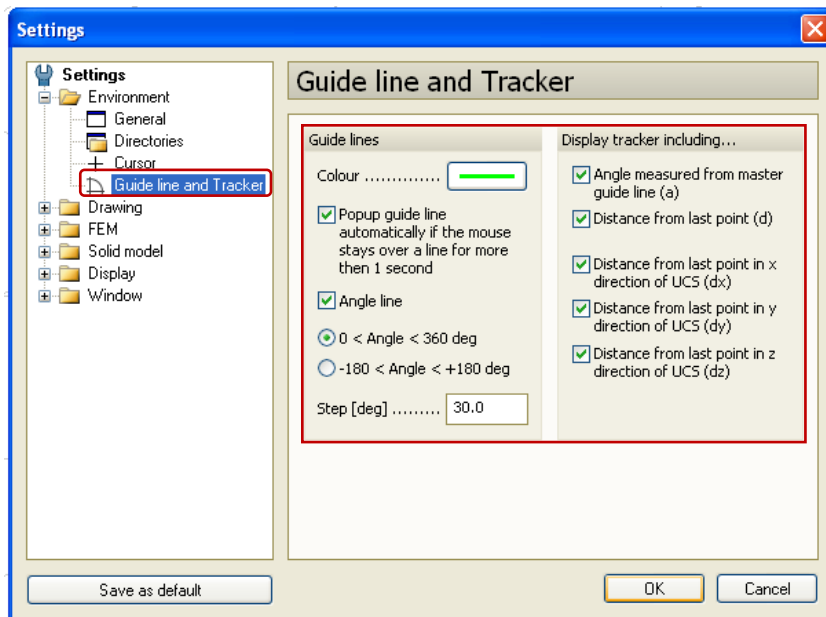 Settings
Settings
Environment
General
Directories
Cursor
Guide line and Tracker
Drawing
FEM
Solid model
Display
Window
Save as default
Guide line and Tracker
Guide lines
Colour ..............
Popup guide line
automatically if the mouse
stays over a line for more
then 1 second
Angle line
0 < Angle < 360 deg
-180 < Angle < +180 deg
Step [deg] ......... 30.0
Display tracker including...
Angle measured from master
guide line (a)
Distance from last point (d)
Distance from last point in x
direction of UCS (dx)
Distance from last point in y
direction of UCS (dy)
Distance from last point in z
direction of UCS (dz)
OK
Cancel